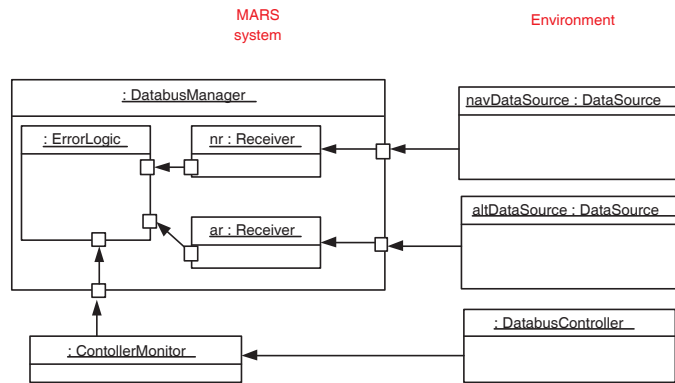 MARS
system
Environment
: DatabusManager
navDataSource : DataSource
: ErrorLogic
nr : Receiver
altDataSource : DataSource
ar : Receiver
: DatabusController
: ContollerMonitor